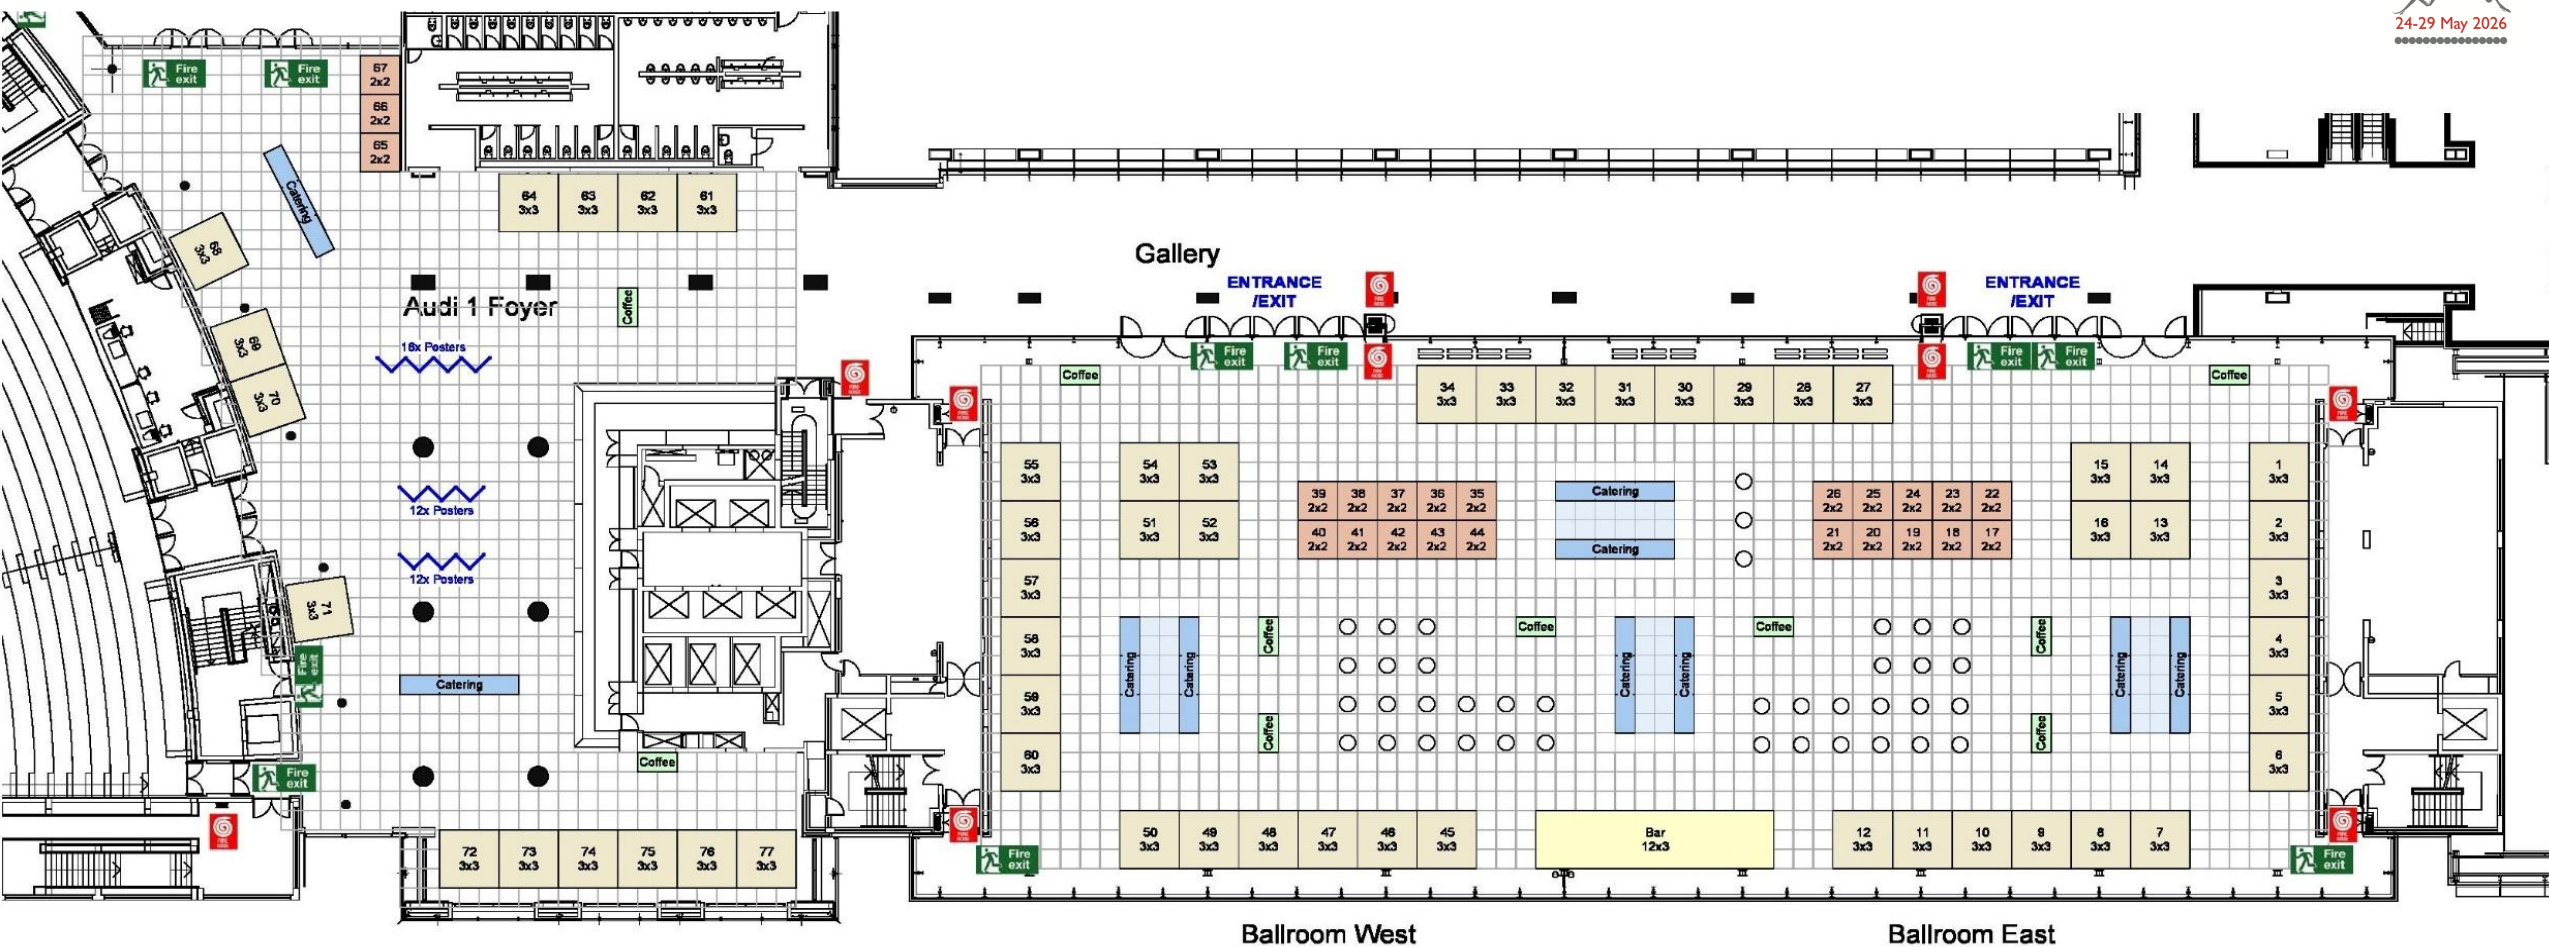 24-29 May 2026
Fire exit
Fire exit
67
2x2
66
2x2
65
2x2
Catering
64
3x3
63
3x3
62
3x3
61
3x3
68
3x3
Gallery
ENTRANCE
/EXIT
ENTRANCE
/EXIT
Audi 1 Foyer
Coffee
69
3x3
70
3x3
16x Posters
12x Posters
12x Posters
71
3x3
Fire exit
Catering
Fire exit
Coffee
72
3x3
73
3x3
74
3x3
75
3x3
76
3x3
77
3x3
Fire exit
Fire exit
Fire exit
Fire exit
Coffee
Coffee
34
3x3
33
3x3
32
3x3
31
3x3
30
3x3
29
3x3
28
3x3
27
3x3
55
3x3
54
3x3
53
3x3
56
3x3
51
3x3
52
3x3
57
3x3
58
3x3
59
3x3
60
3x3
39
2x2
38
2x2
37
2x2
36
2x2
35
2x2
40
2x2
41
2x2
42
2x2
43
2x2
44
2x2
Catering
Catering
26
2x2
25
2x2
24
2x2
23
2x2
22
2x2
21
2x2
20
2x2
19
2x2
18
2x2
17
2x2
15
3x3
14
3x3
16
3x3
13
3x3
1
3x3
2
3x3
3
3x3
4
3x3
5
3x3
6
3x3
Catering
Catering
Coffee
Coffee
Coffee
Catering
Catering
Coffee
Coffee
Coffee
Catering
Catering
50
3x3
49
3x3
48
3x3
47
3x3
46
3x3
45
3x3
Bar
12x3
12
3x3
11
3x3
10
3x3
9
3x3
8
3x3
7
3x3
Fire exit
Fire exit
Ballroom West
Ballroom East